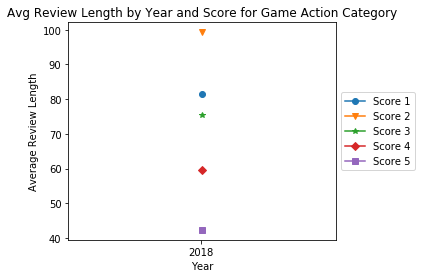 Avg Review Length by Year and Score for Game Action Category
100
90
80
70
60
50
40
Average Review Length
2018
Year
Score 1
Score 2
Score 3
Score 4
Score 5